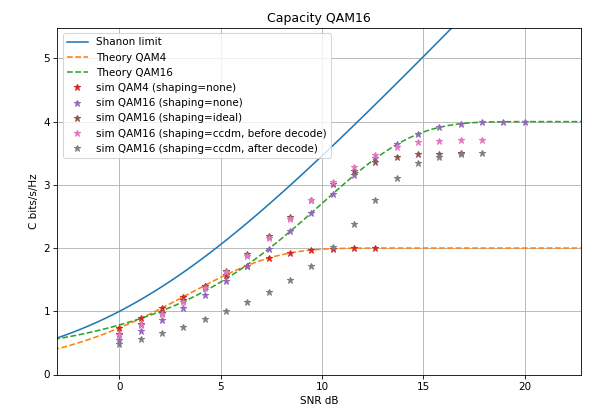 Capacity QAM16
Shanon limit
Theory QAM4
Theory QAM16
sim QAM4 (shaping=none)
sim QAM16 (shaping=none)
sim QAM16 (shaping=ideal)
sim QAM16 (shaping=ccdm, before decode)
sim QAM16 (shaping=ccdm, after decode)
C bits/s/Hz
5
4
3
2
1
0
0 5 10 15 20
SNR dB